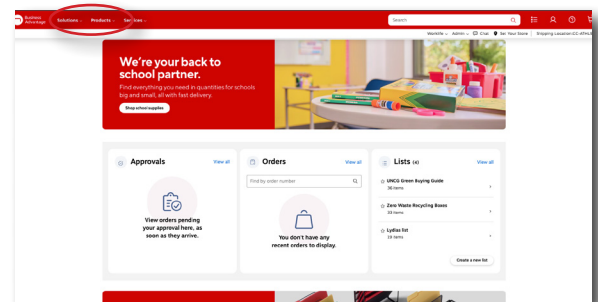 Business
Advantage
Solutions
Products
Services
Search
Worklife
Admin
Chat
Set Your Store
Shipping Location:
We're your back to
school partner.
Find everything you need in quantities for schools
big and small, all with fast delivery.
Shop school supplies
Approvals
View all
View orders pending
your approval here, as
soon as they arrive.
Orders
View all
Find by order number
You don't have any
recent orders to display.
Lists (4)
View all
UNCG Green Buying Guide
36 items
Zero Waste Recycling Boxes
34 items
Lydias list
19 items
Create a new list